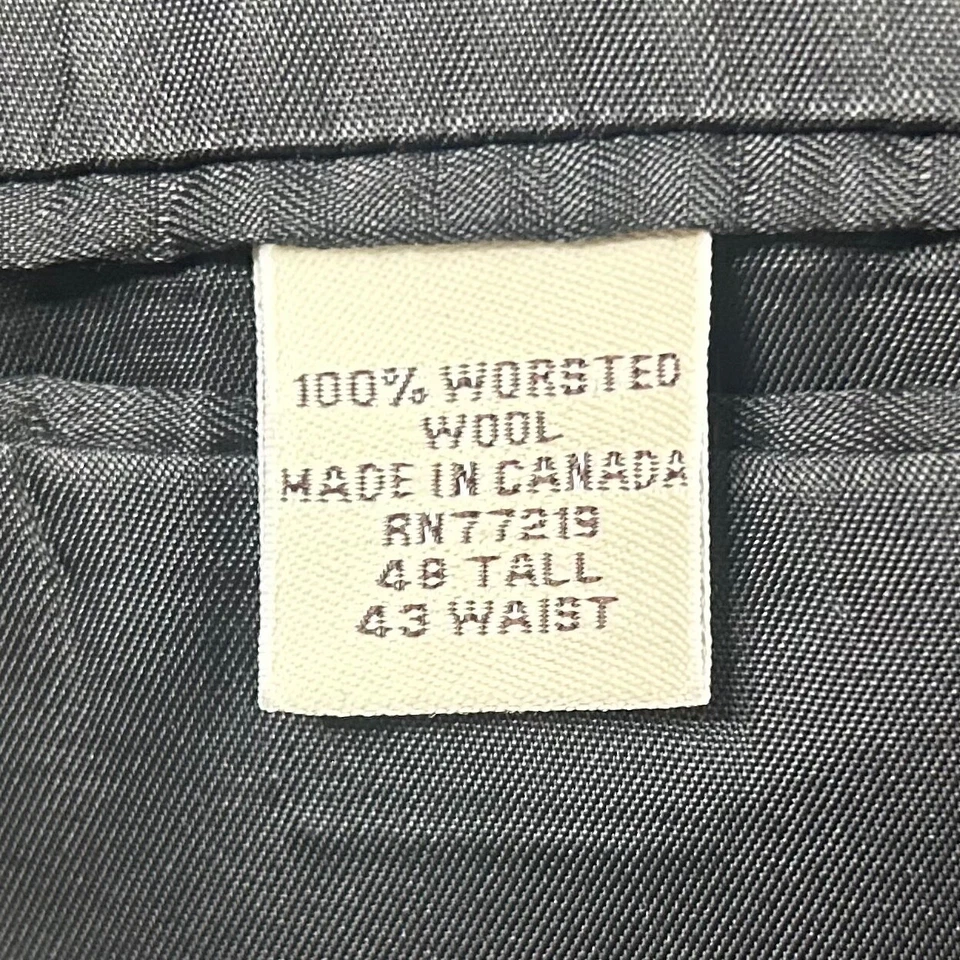 100% WORSTED
WOOL
MADE IN CANADA
RN77219
48 TALL
43 WAIST